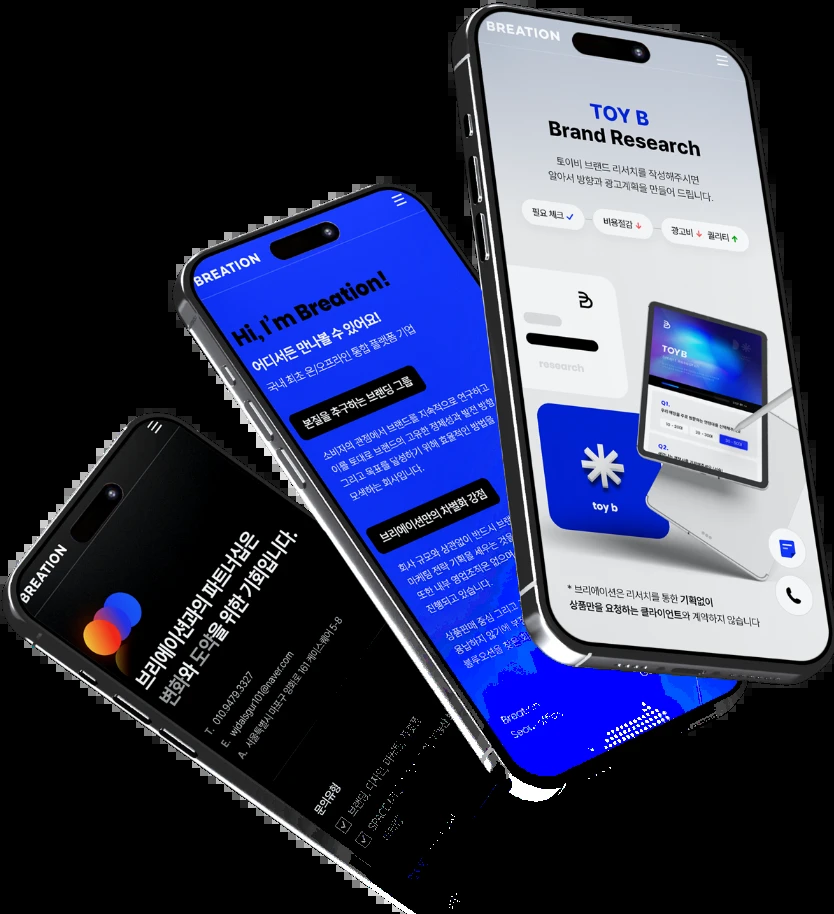 BREATION
TOY B
Brand Research
토이비 브랜드 리서치를 작성해주시면
알아서 방향과 광고계획을 만들어 드립니다.
필요 체크
비용절감
광고비
퀄리티
research
TOY B
Q1.
Q2.
toy b
* 브리에이션은 리서치를 통한 기획없이
상품만을 요청하는 클라이언트와 계약하지 않습니다
BREATION
Hi, I'm Breation!
어디서든 만나볼 수 있어요!
국내 최초 온/오프라인 통합 플랫폼 기업
본질을 추구하는 브랜딩 그룹
소비자의 관점에서 브랜드를 지속적으로 연구하고
이를 토대로 브랜드의 고유한 정체성과 발전 방향
그리고 목표를 달성하기 위해 효율적인 방법을
모색하는 회사입니다.
브리에이션만의 차별화 강점
회사 규모와 상관없이 반드시 브랜
마케팅 전략 기획을 세우는 것을
또한 내부 영업조직은 없으며
진행되고 있습니다.
상품판매 중심 그리고
용납하지 않기에
BREATION
브리에이션과의 파트너십은
변화와 도약을 위한 기회입니다.
T. 010.9479.3327
E. wjdalsgur101@naver.com
A. 서울특별시 마포구 양화로 161 케이스퀘어 5-8
문의유형
브랜딩, 디자인, 마케팅,